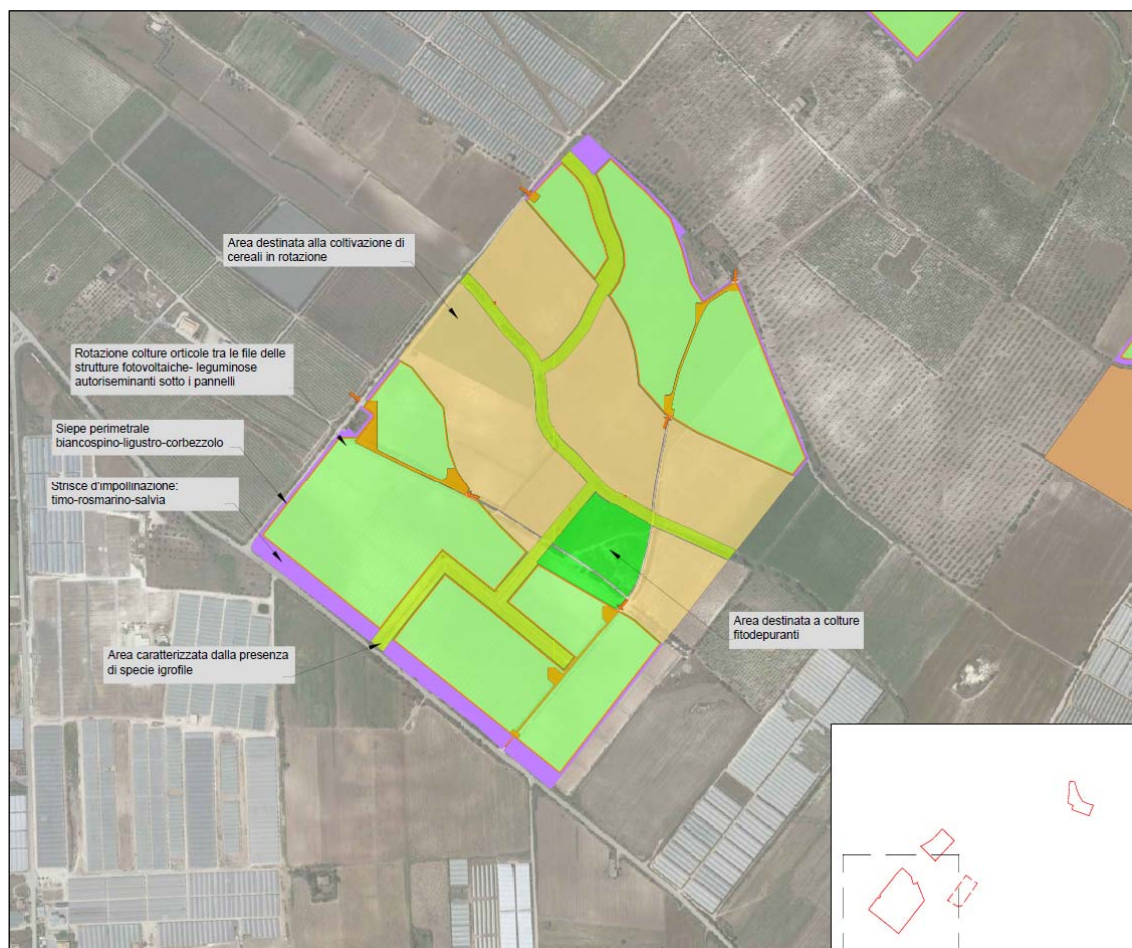 Area destinata alla coltivazione di
cereali in rotazione
Rotazione colture orticole tra le file delle
strutture fotovoltaiche- leguminose
autoriseminanti sotto i pannelli
Siepe perimetrale
biancospino-ligustro-corbezzolo
Strisce d'impollinazione:
timo-rosmarino-salvia
Area destinata a colture
fitodepuranti
Area caratterizzata dalla presenza
di specie igrofile